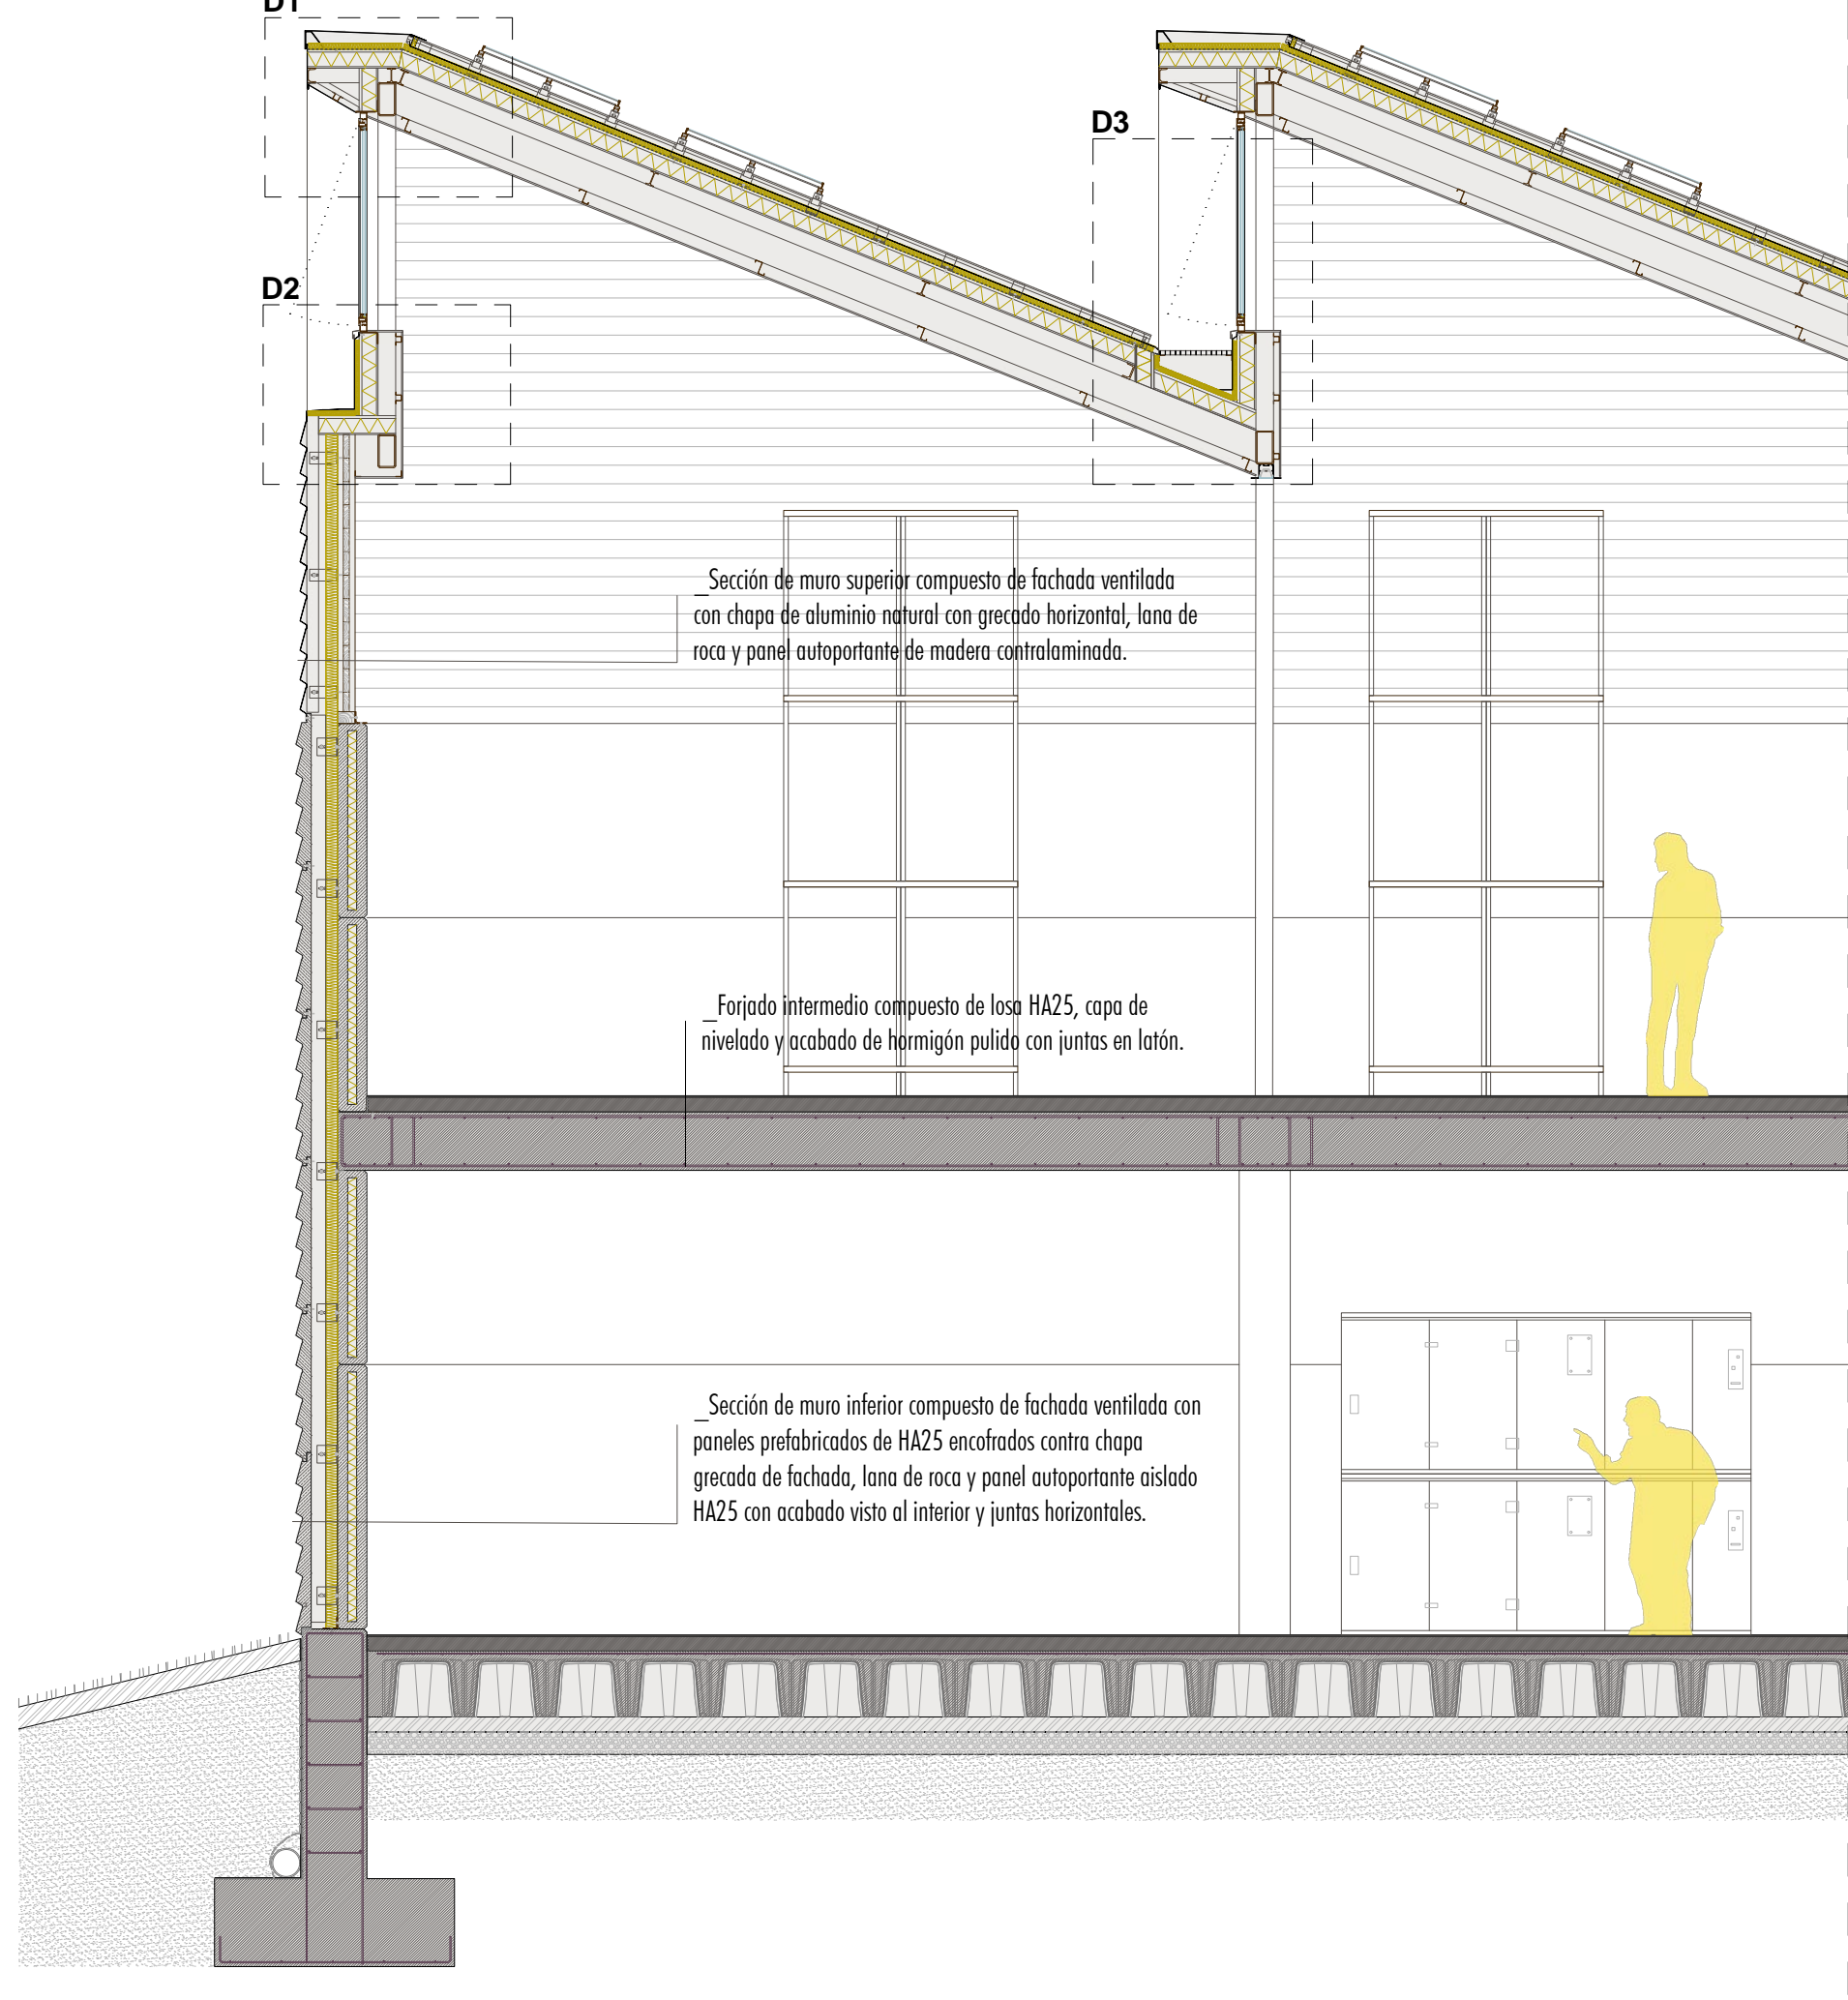 D1
D3
D2
_Sección de muro superior compuesto de fachada ventilada
con chapa de aluminio natural con grecado horizontal, lana de
roca y panel autoportante de madera contralaminada.
_Forjado intermedio compuesto de losa HA25, capa de
nivelado y acabado de hormigón pulido con juntas en latón.
_Sección de muro inferior compuesto de fachada ventilada con
paneles prefabricados de HA25 encofrados contra chapa
grecada de fachada, lana de roca y panel autoportante aislado
HA25 con acabado visto al interior y juntas horizontales.